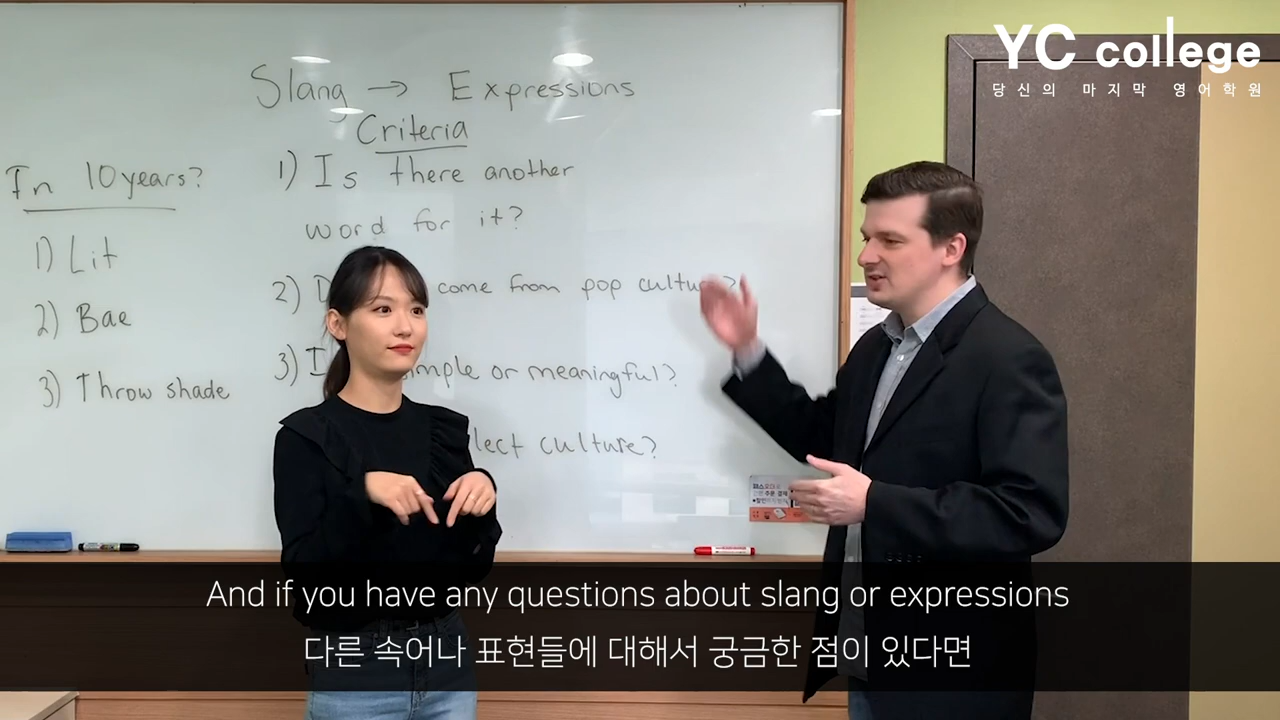 YC college
당신의 마지막 영어학원
Slang → Expressions
Criteria
1) Is there another
word for it?
2) come from pop culture?
3) simple or meaningful?
culture?
In 10 years?
1) Lit
2) Bae
3) Throw shade
And if you have any questions about slang or expressions
다른 속어나 표현들에 대해서 궁금한 점이 있다면